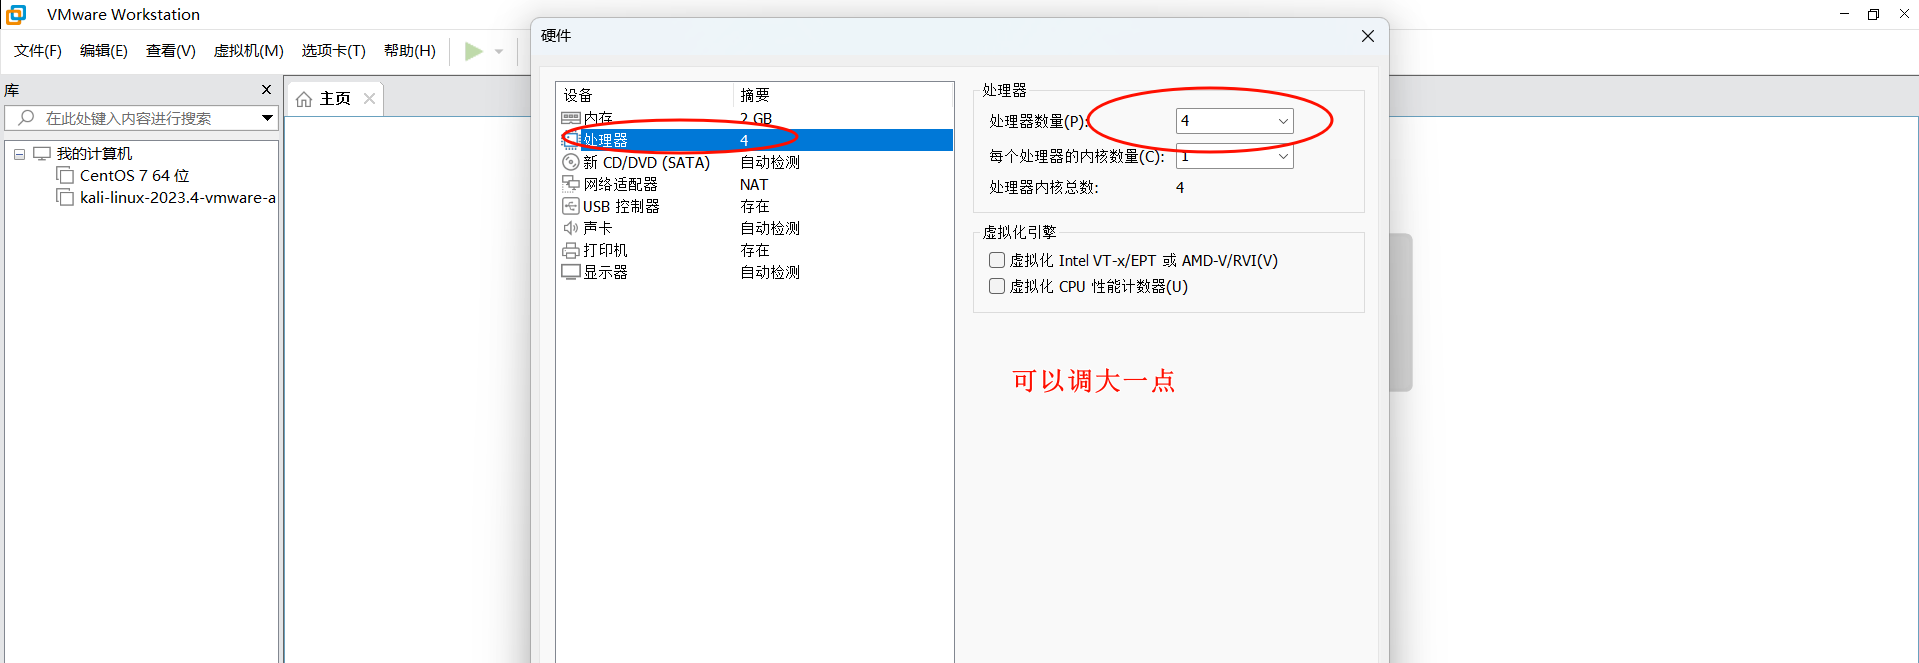 VMware Workstation
文件(F) 编辑(E) 查看(V) 虚拟机(M) 选项卡(T) 帮助(H)
库
在此处键入内容进行搜索
我的计算机
CentOS 7 64 位
kali-linux-2023.4-vmware-a
主页
硬件
设备 摘要
内存 2 GB
处理器 4
新 CD/DVD (SATA) 自动检测
网络适配器 NAT
USB 控制器 存在
声卡 自动检测
打印机 存在
显示器 自动检测
处理器
处理器数量(P): 4
每个处理器的内核数量(C): 1
处理器内核总数: 4
虚拟化引擎
虚拟化 Intel VT-x/EPT 或 AMD-V/RVI(V)
虚拟化 CPU 性能计数器(U)
可以调大一点